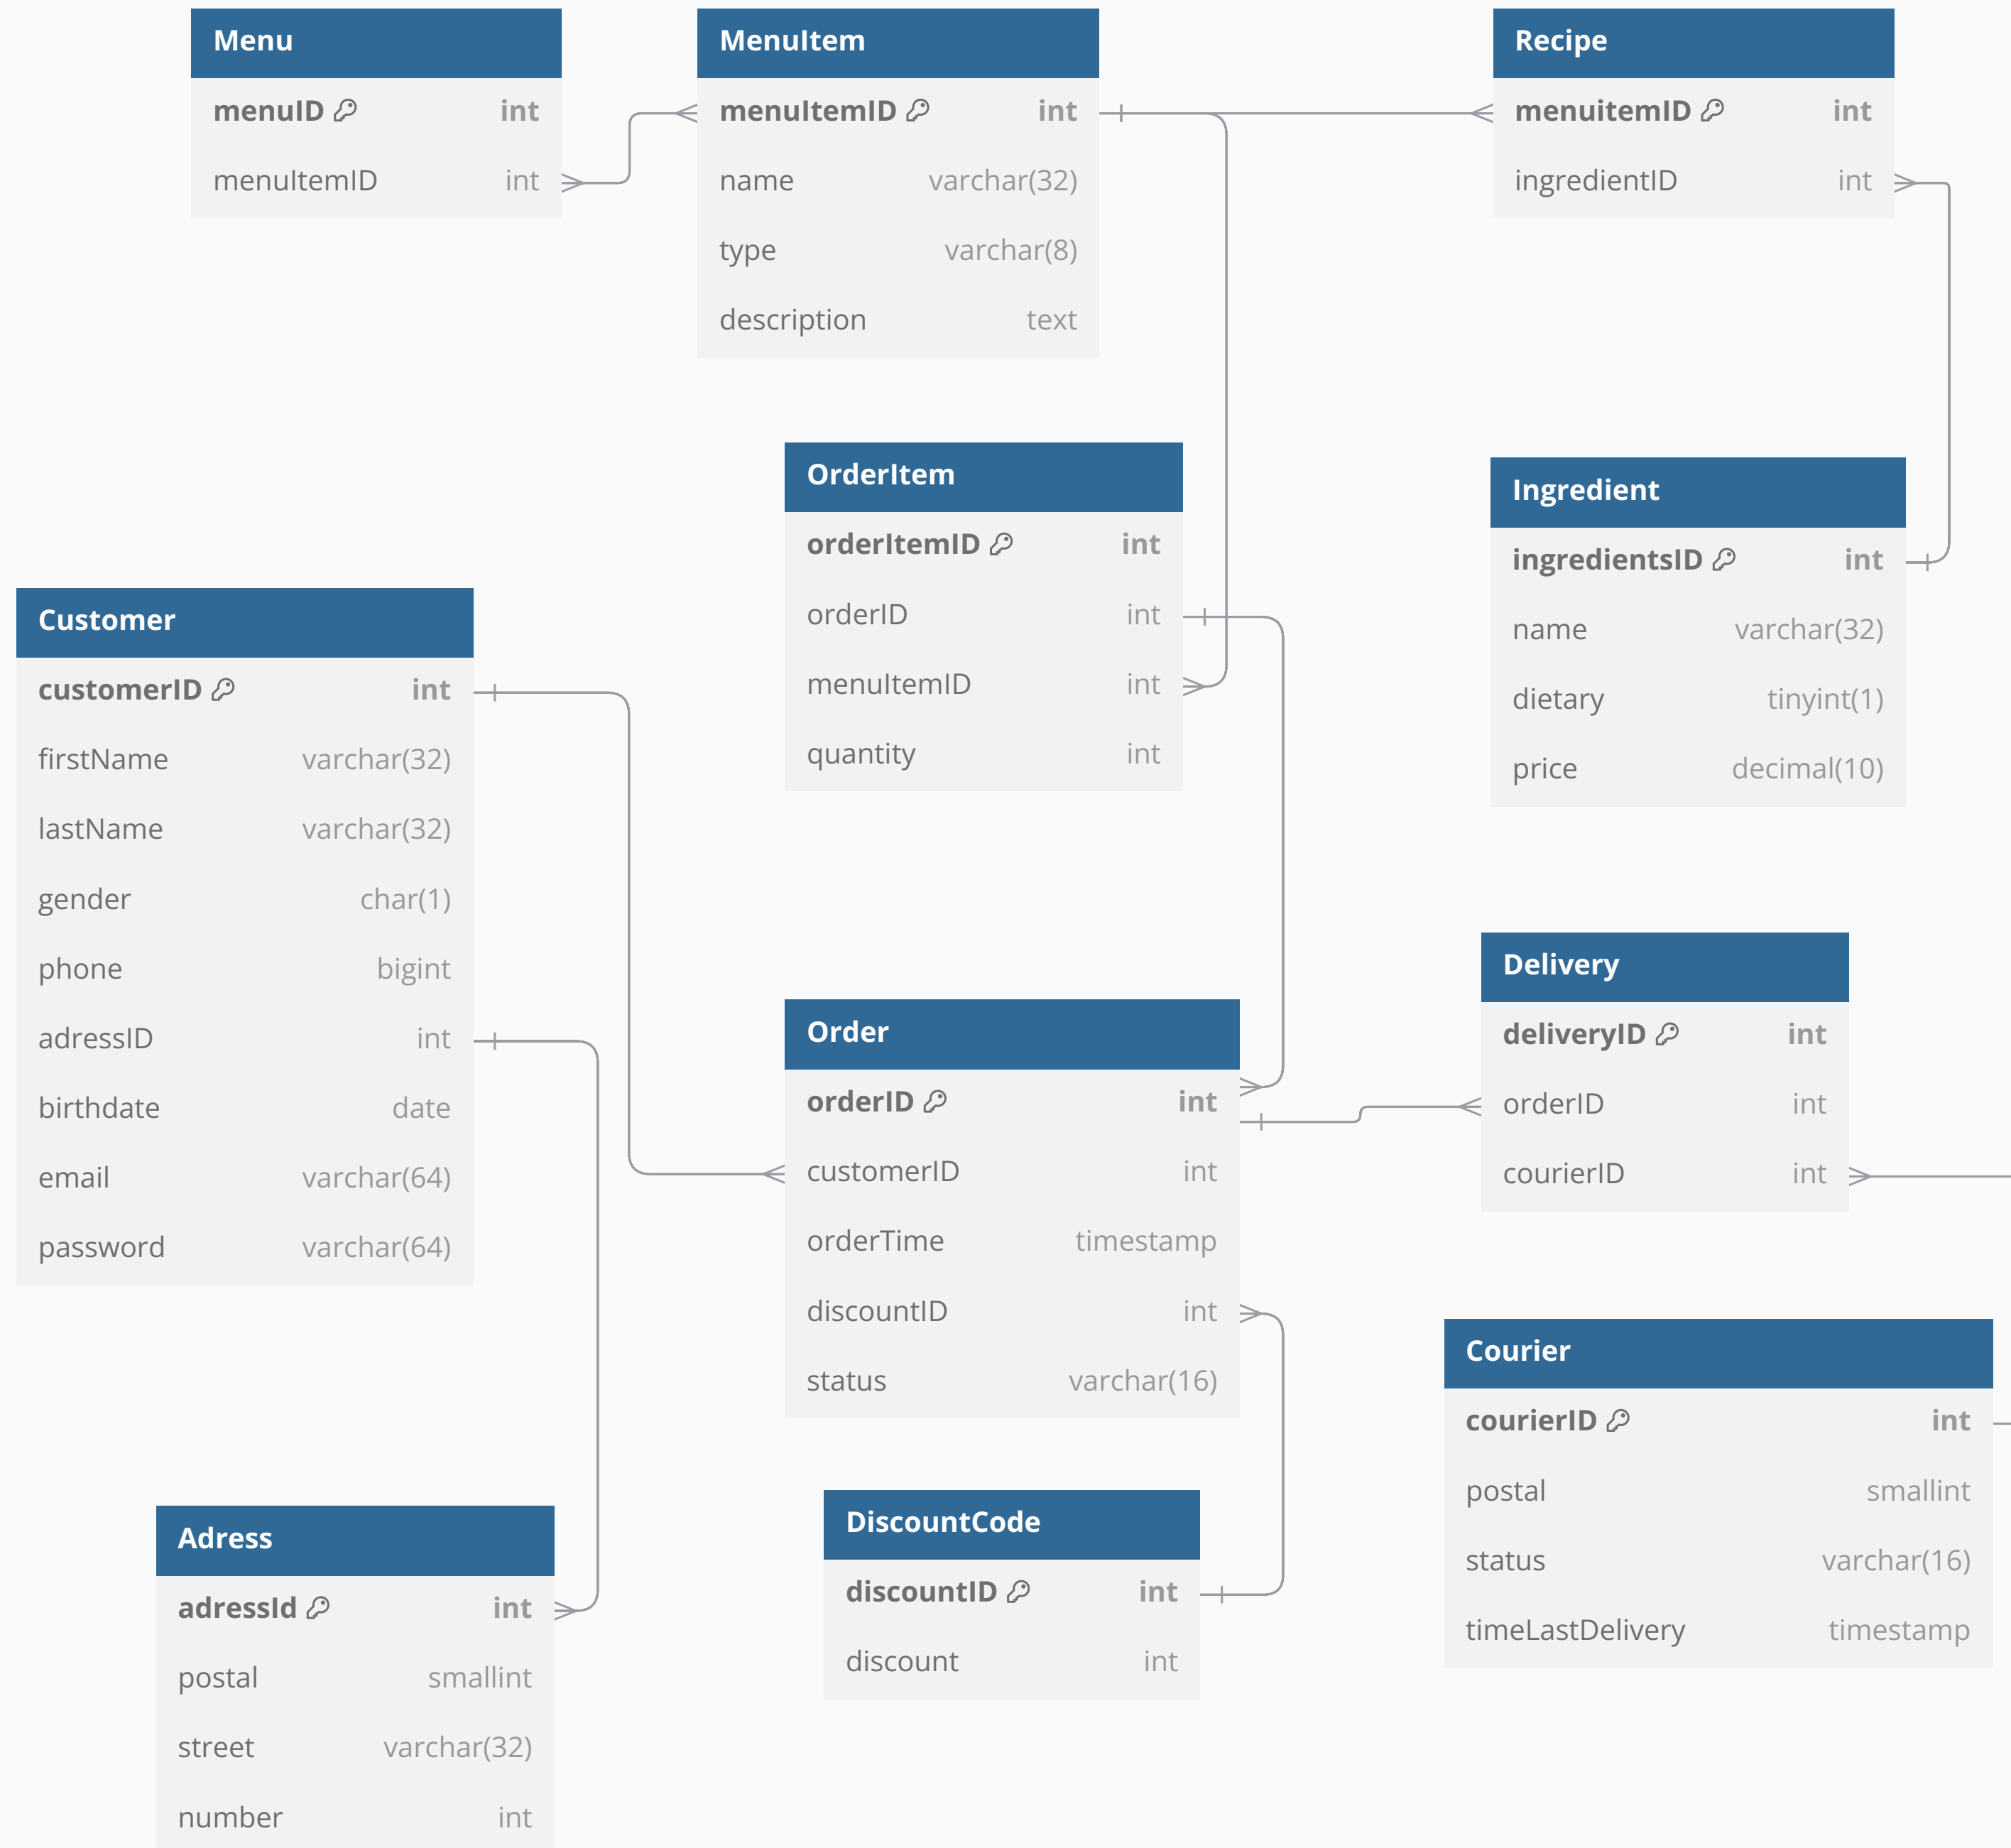 Menu
menuID int
menuItemID int
MenuItem
menuItemID int
name varchar(32)
type varchar(8)
description text
Recipe
menuitemID int
ingredientID int
OrderItem
orderItemID int
orderID int
menuItemID int
quantity int
Ingredient
ingredientsID int
name varchar(32)
dietary tinyint(1)
price decimal(10)
Customer
customerID int
firstName varchar(32)
lastName varchar(32)
gender char(1)
phone bigint
adressID int
birthdate date
email varchar(64)
password varchar(64)
Order
orderID int
customerID int
orderTime timestamp
discountID int
status varchar(16)
Delivery
deliveryID int
orderID int
courierID int
Courier
courierID int
postal smallint
status varchar(16)
timeLastDelivery timestamp
Adress
adressId int
postal smallint
street varchar(32)
number int
DiscountCode
discountID int
discount int